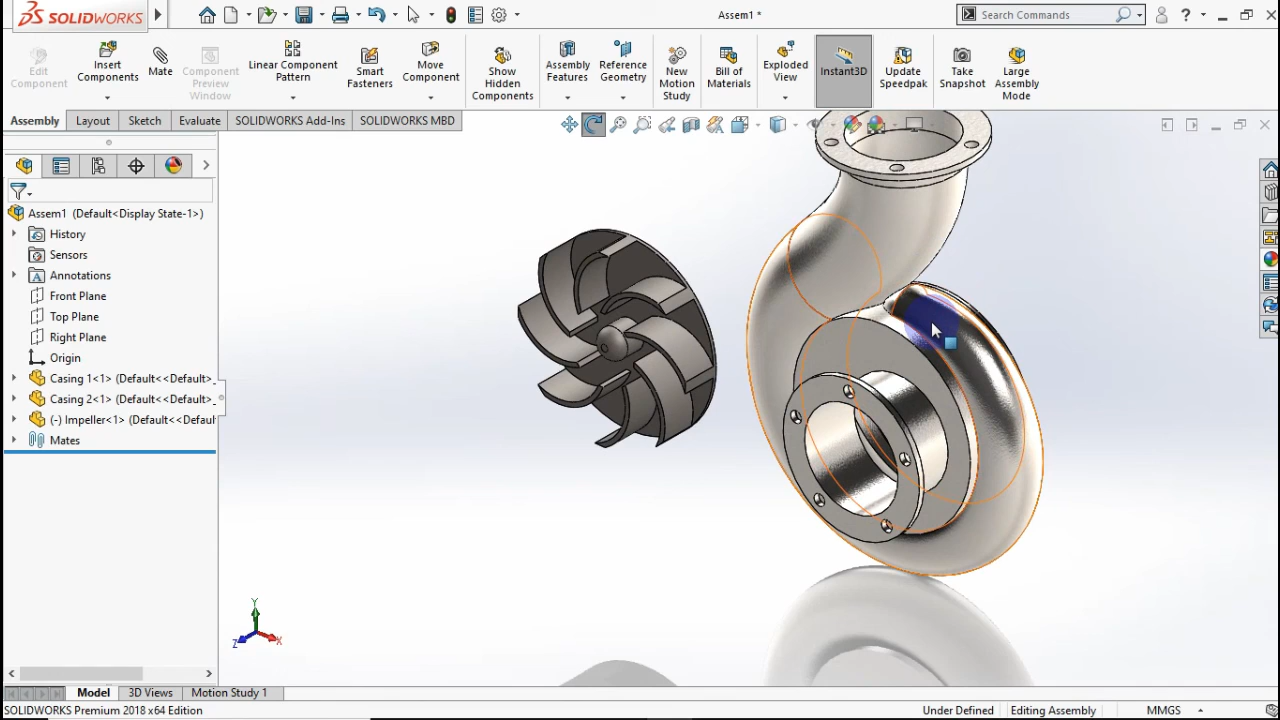 SOLIDWORKS
Assem1 *
Search Commands
?
Edit Component
Insert Components
Mate
Component Preview Window
Linear Component Pattern
Smart Fasteners
Move Component
Show Hidden Components
Assembly Features
Reference Geometry
New Motion Study
Bill of Materials
Exploded View
Instant3D
Update Speedpak
Take Snapshot
Large Assembly Mode
Assembly Layout Sketch Evaluate SOLIDWORKS Add-Ins SOLIDWORKS MBD
Assem1 (Default<Display State-1>)
History
Sensors
Annotations
Front Plane
Top Plane
Right Plane
Origin
Casing 1<1> (Default<<Default>_
Casing 2<1> (Default<<Default>_
(-) Impeller<1> (Default<<Defaul
Mates
Y
Z
X
Model 3D Views Motion Study 1
SOLIDWORKS Premium 2018 x64 Edition
Under Defined
Editing Assembly
MMGS